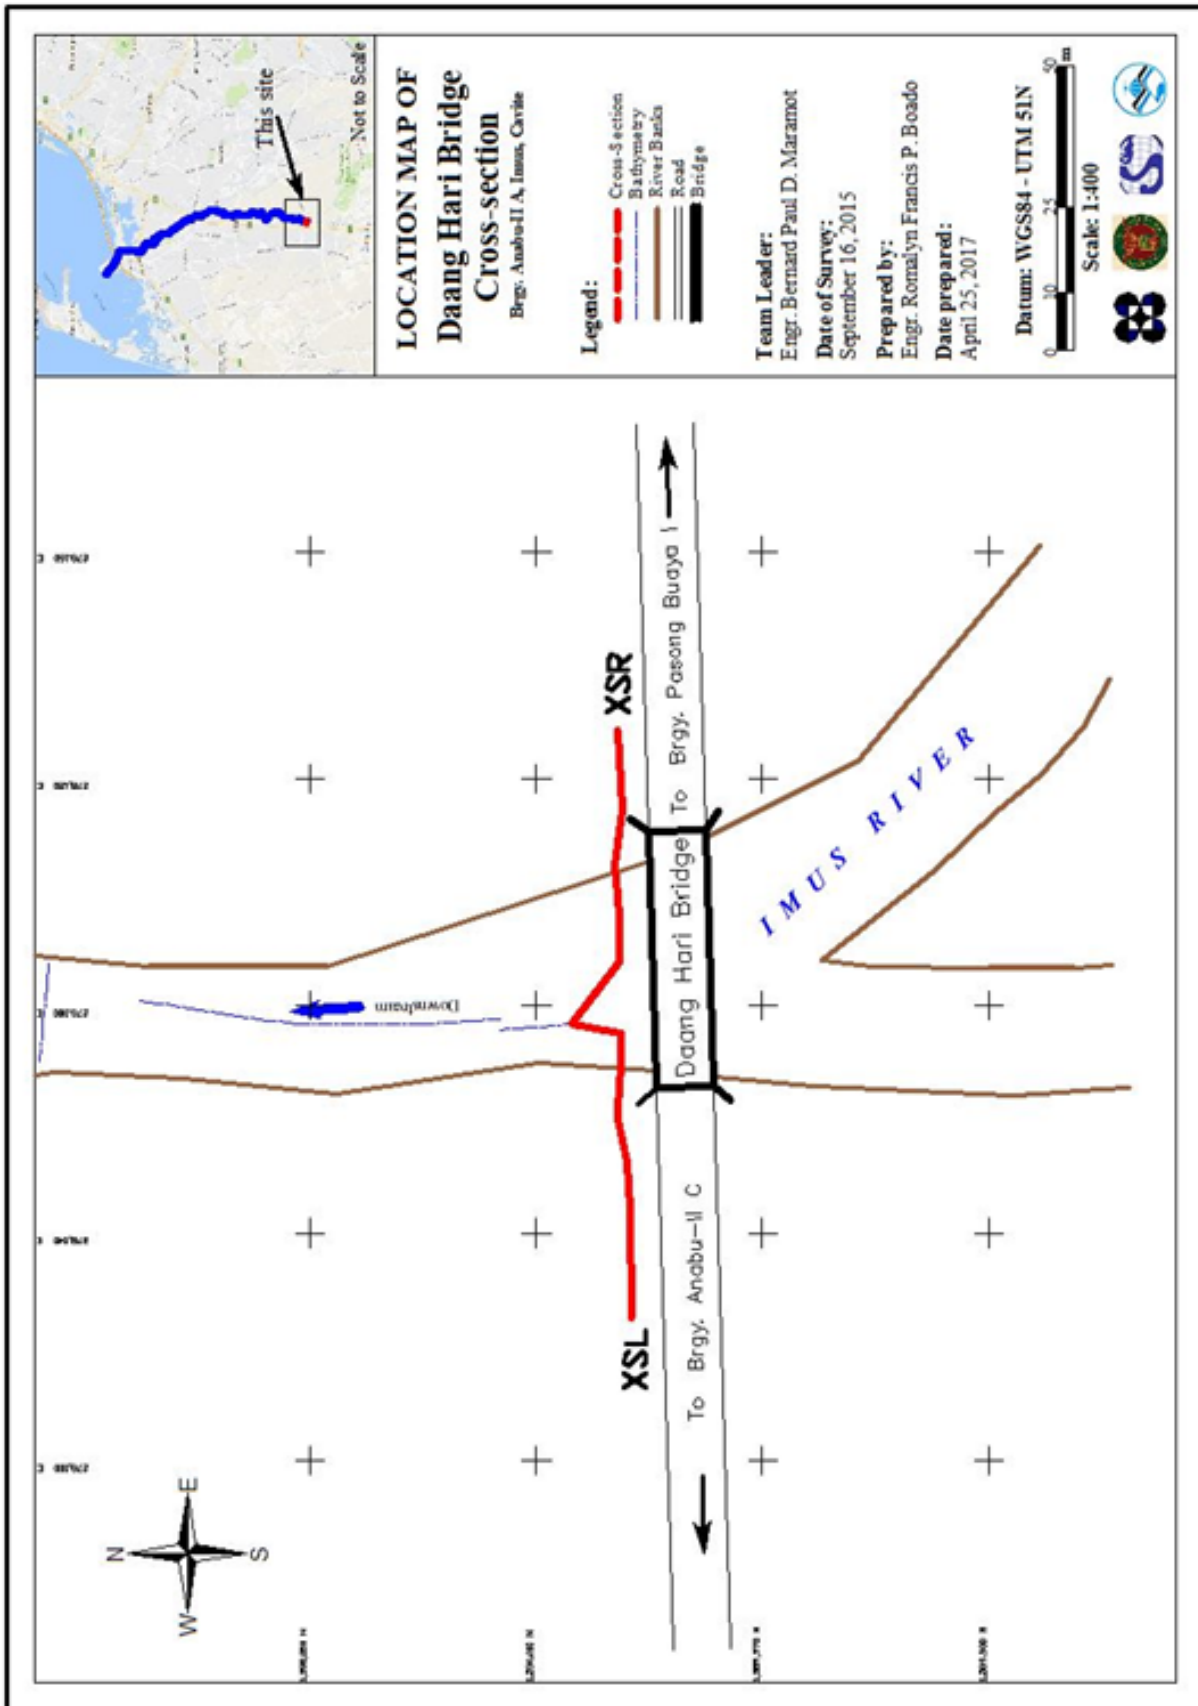 This site
Not to Scale
LOCATION MAP OF
Daang Hari Bridge
Cross-section
Brgy. Anabu-II A, Imus, Cavite
Legend:
Cross-Section
Bathymetry
River Banks
Road
Bridge
Team Leader:
Engr. Bernard Paul D. Maramot
Date of Survey:
September 16, 2015
Prepared by:
Engr. Romalyn Francis P. Boado
Date prepared:
April 25, 2017
Datum: WGS84 - UTM 51N
0 10 25 50 m
Scale: 1:400
N
W E
S
Downstream
XSL
XSR
To Brgy. Anabu-II C
Daang Hari Bridge
To Brgy. Pasong Buaya I
IMUS RIVER